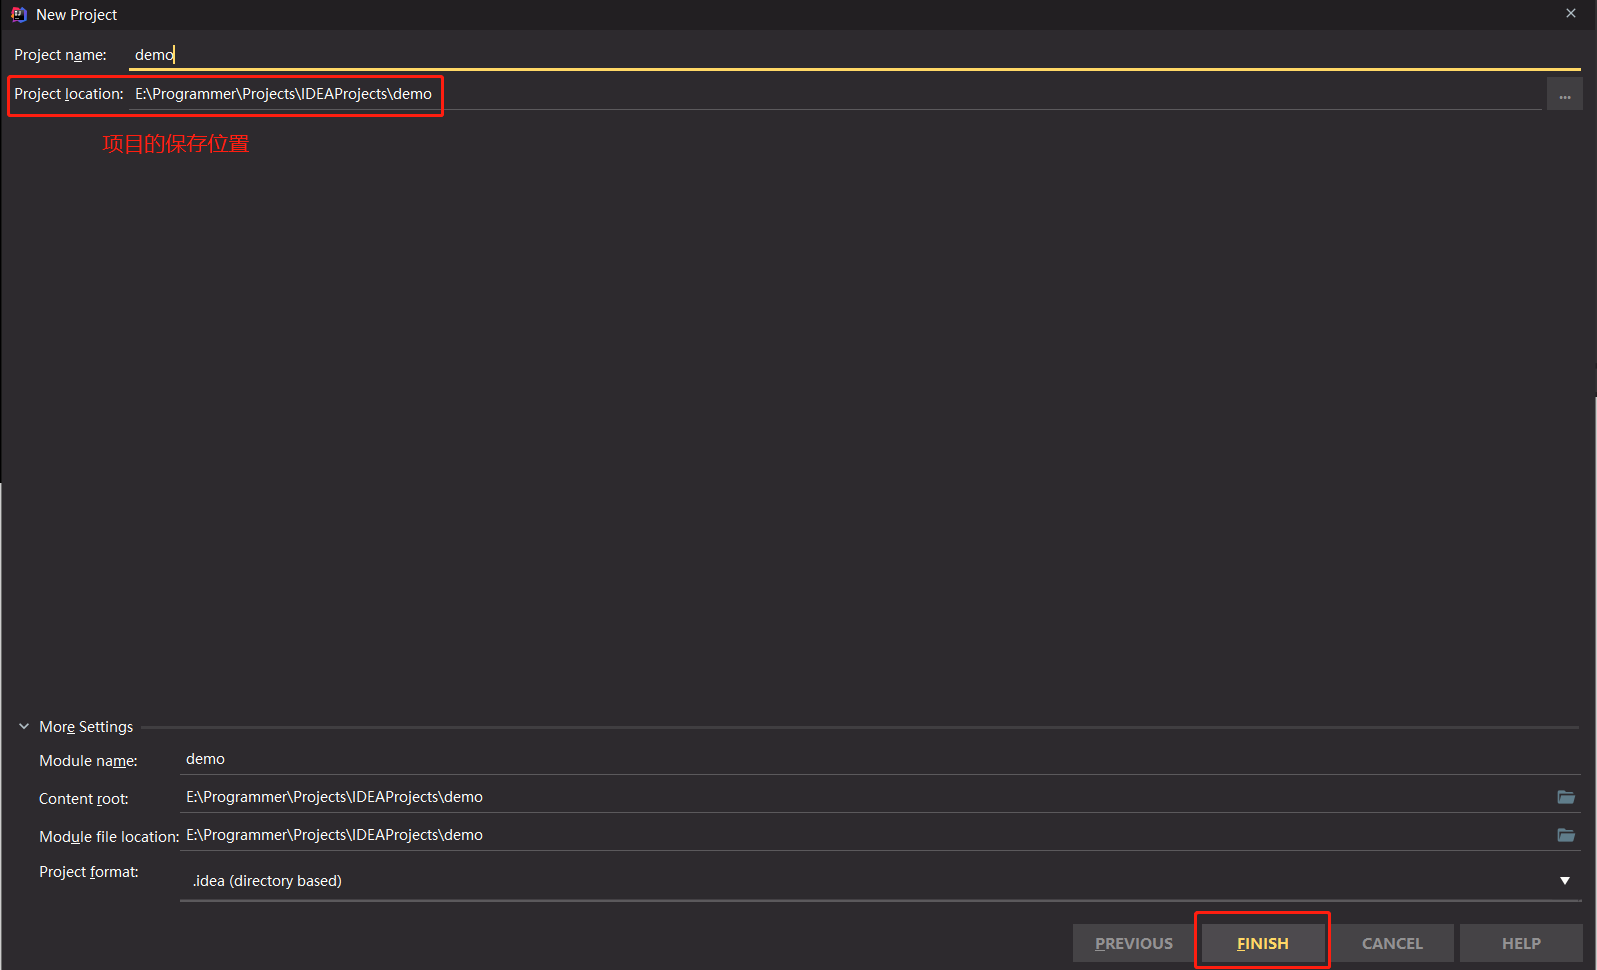 New Project
Project name: demo
Project location: E:\Programmer\Projects\IDEAProjects\demo
...
项目的保存位置
More Settings
Module name: demo
Content root: E:\Programmer\Projects\IDEAProjects\demo
Module file location: E:\Programmer\Projects\IDEAProjects\demo
Project format: .idea (directory based)
PREVIOUS FINISH CANCEL HELP